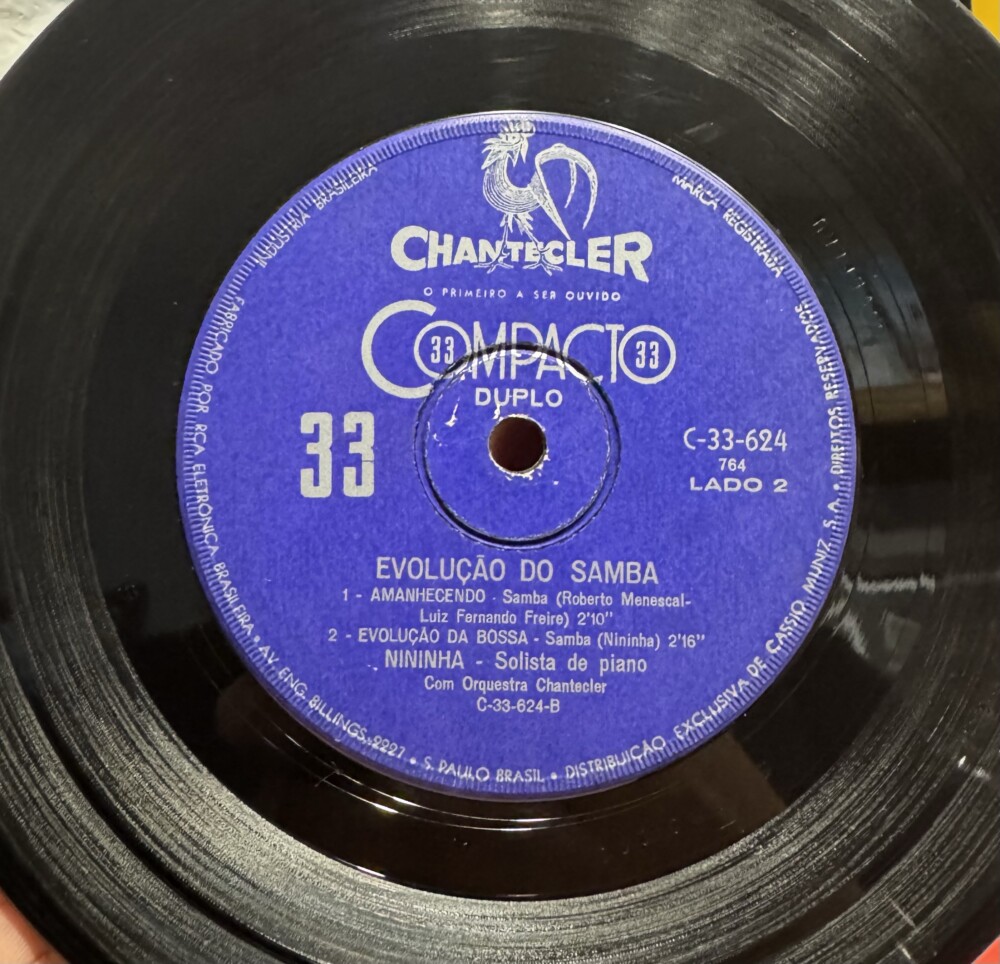 CHANTECLER
O PRIMEIRO A SER OUVIDO
COMPACTO
33 33
DUPLO
33
C-33-624
764
LADO 2
EVOLUÇÃO DO SAMBA
1 - AMANHECENDO - Samba (Roberto Menescal-
Luiz Fernando Freire) 2'10"
2 - EVOLUÇÃO DA BOSSA - Samba (Nininha) 2'16"
NININHA - Solista de piano
Com Orquestra Chantecler
C-33-624-B
INDÚSTRIA BRASILEIRA
MARCA REGISTRADA
FABRICADO POR RCA ELETRÔNICA BRASILEIRA • AV. ENG. BILLINGS, 2227 • S. PAULO BRASIL • DISTRIBUIÇÃO EXCLUSIVA DE CASSIO MUNIZ S.A. • DIREITOS RESERVADOS